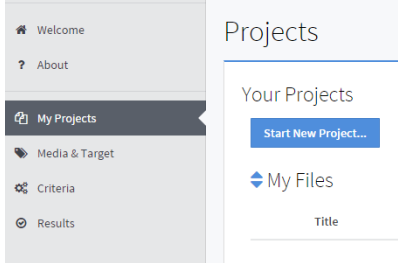 Welcome
? About
My Projects
Media & Target
Criteria
Results
Projects
Your Projects
Start New Project...
My Files
Title